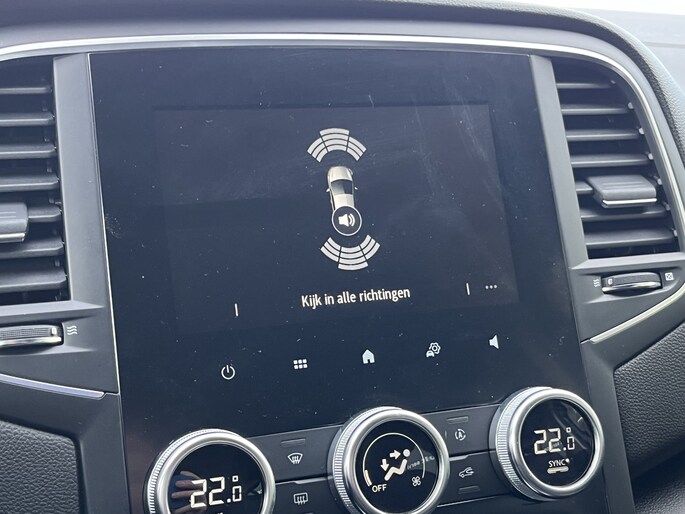 Kijk in alle richtingen
22.0
OFF
22.0
SYNC